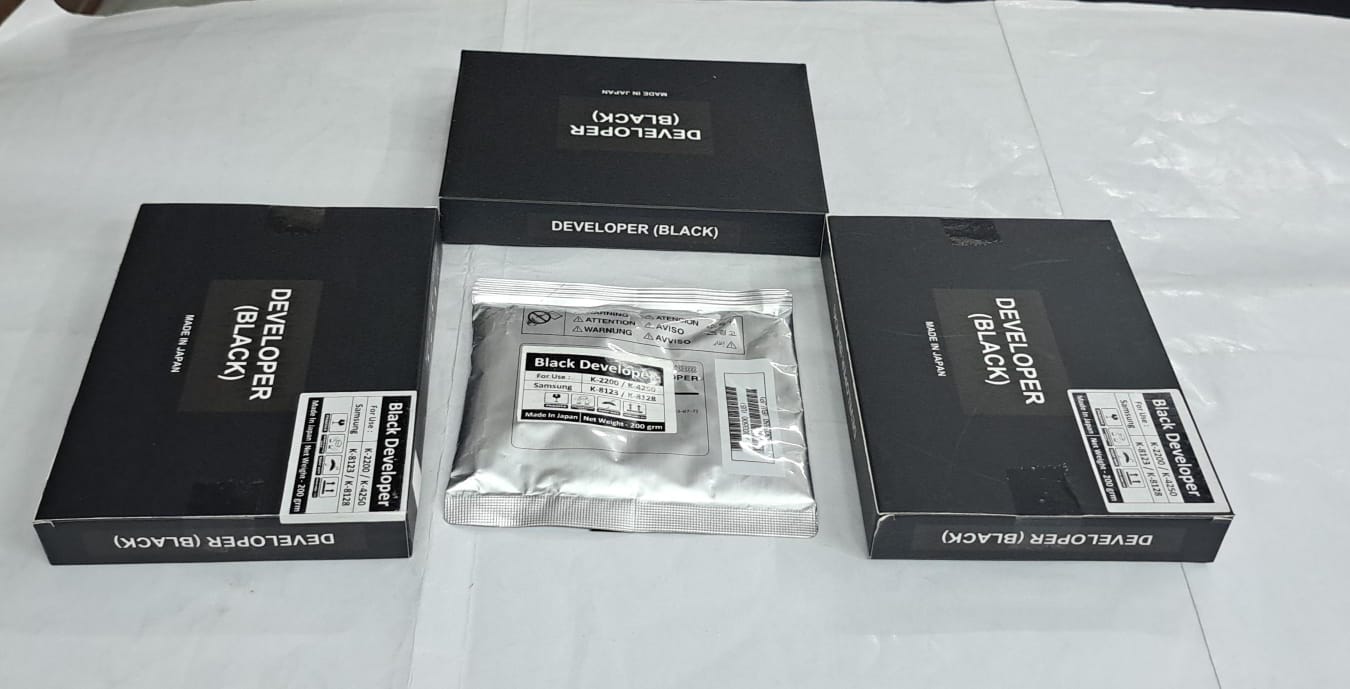 MADE IN JAPAN
DEVELOPER
(BLACK)
DEVELOPER (BLACK)
DEVELOPER
(BLACK)
MADE IN JAPAN
Black Developer
For Use :
Samsung
K-2200 / K-4250
K-8123 / K-8128
Made In Japan Net Weight - 200 grm
DEVELOPER (BLACK)
ATTENTION
WARNUNG
ATENCION
AVISO
AVVISO
Black Developer
For Use :
K-2200 / K-4250
Samsung
K-8123 / K-8128
Made In Japan Net Weight - 200 grm
DEVELOPER
(BLACK)
MADE IN JAPAN
Black Developer
For Use :
Samsung
K-2200 / K-4250
K-8123 / K-8128
Made In Japan Net Weight - 200 grm
DEVELOPER (BLACK)